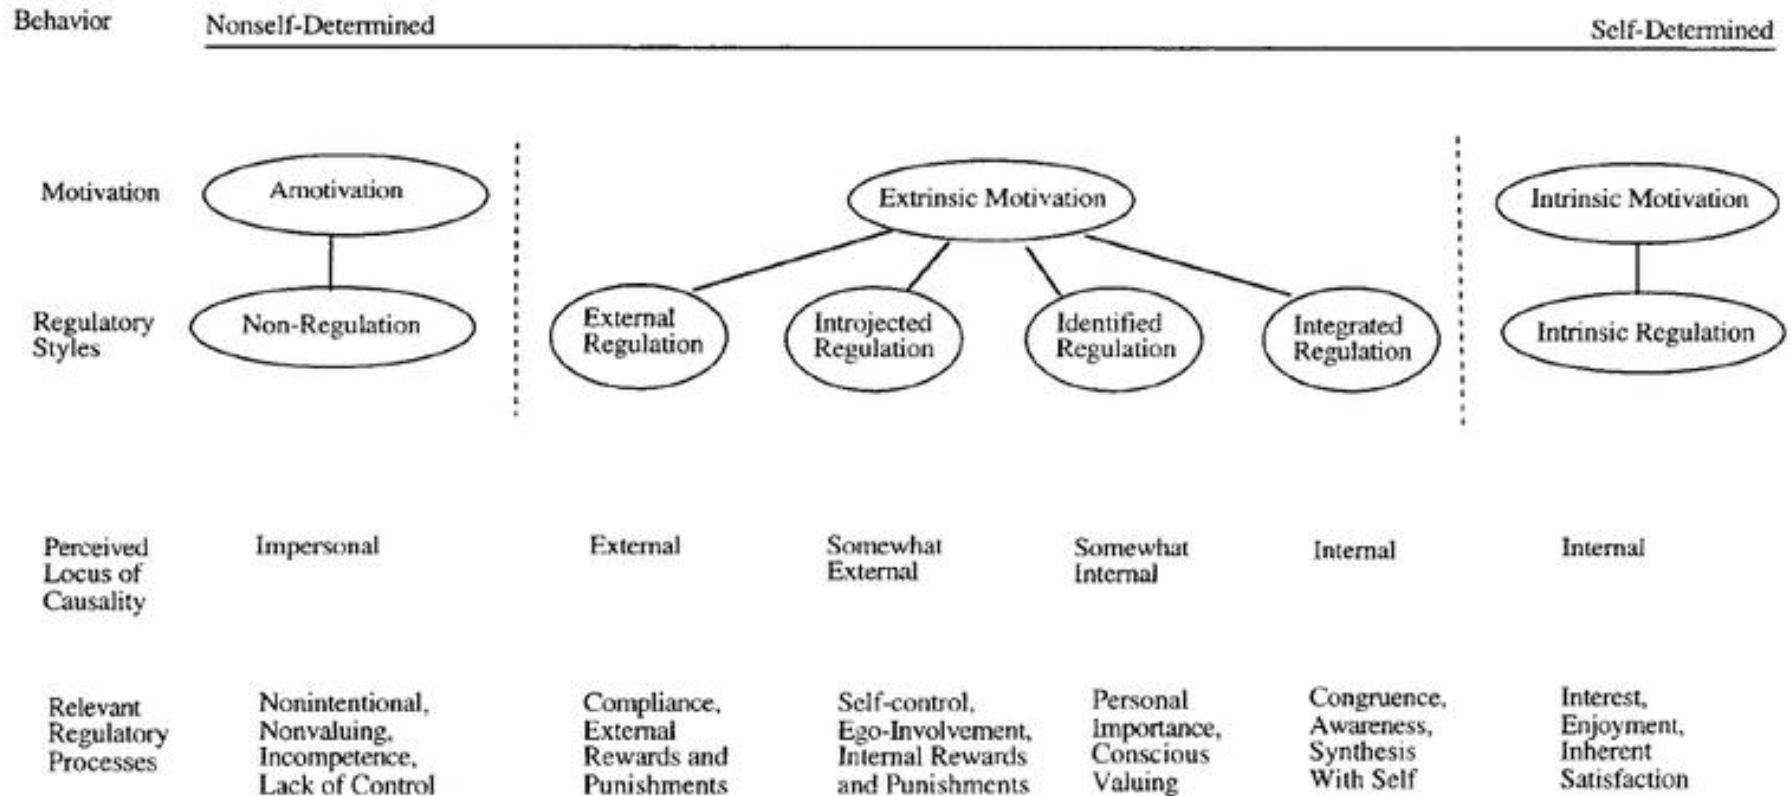 Behavior
Nonself-Determined
Self-Determined
Motivation
Amotivation
Extrinsic Motivation
Intrinsic Motivation
Regulatory
Styles
Non-Regulation
External
Regulation
Introjected
Regulation
Identified
Regulation
Integrated
Regulation
Intrinsic Regulation
Perceived
Locus of
Causality
Impersonal
External
Somewhat
External
Somewhat
Internal
Internal
Internal
Relevant
Regulatory
Processes
Nonintentional,
Nonvaluing,
Incompetence,
Lack of Control
Compliance,
External
Rewards and
Punishments
Self-control,
Ego-Involvement,
Internal Rewards
and Punishments
Personal
Importance,
Conscious
Valuing
Congruence,
Awareness,
Synthesis
With Self
Interest,
Enjoyment,
Inherent
Satisfaction